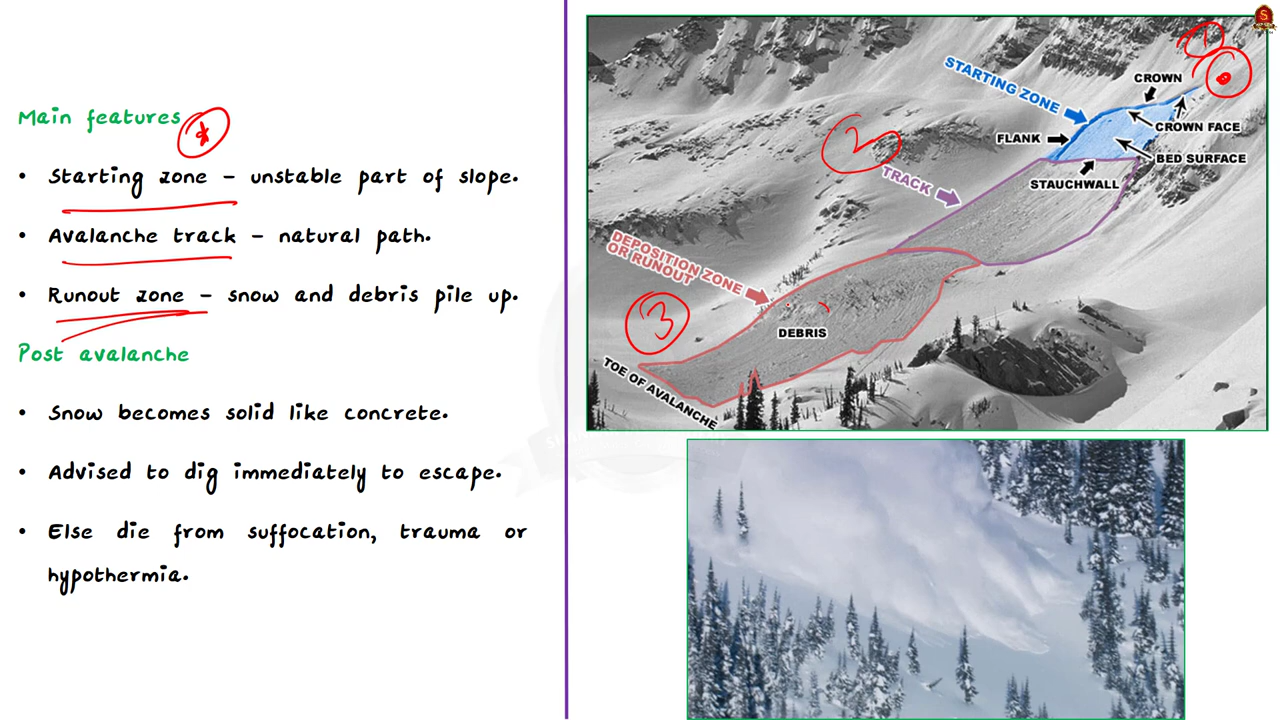 Main features
• Starting zone – unstable part of slope.
• Avalanche track – natural path.
• Runout zone – snow and debris pile up.
Post avalanche
• Snow becomes solid like concrete.
• Advised to dig immediately to escape.
• Else die from suffocation, trauma or
hypothermia.
1
STARTING ZONE
CROWN
CROWN FACE
FLANK
BED SURFACE
STAUCHWALL
2
TRACK
DEPOSITION ZONE
OR RUNOUT
3
DEBRIS
TOE OF AVALANCHE